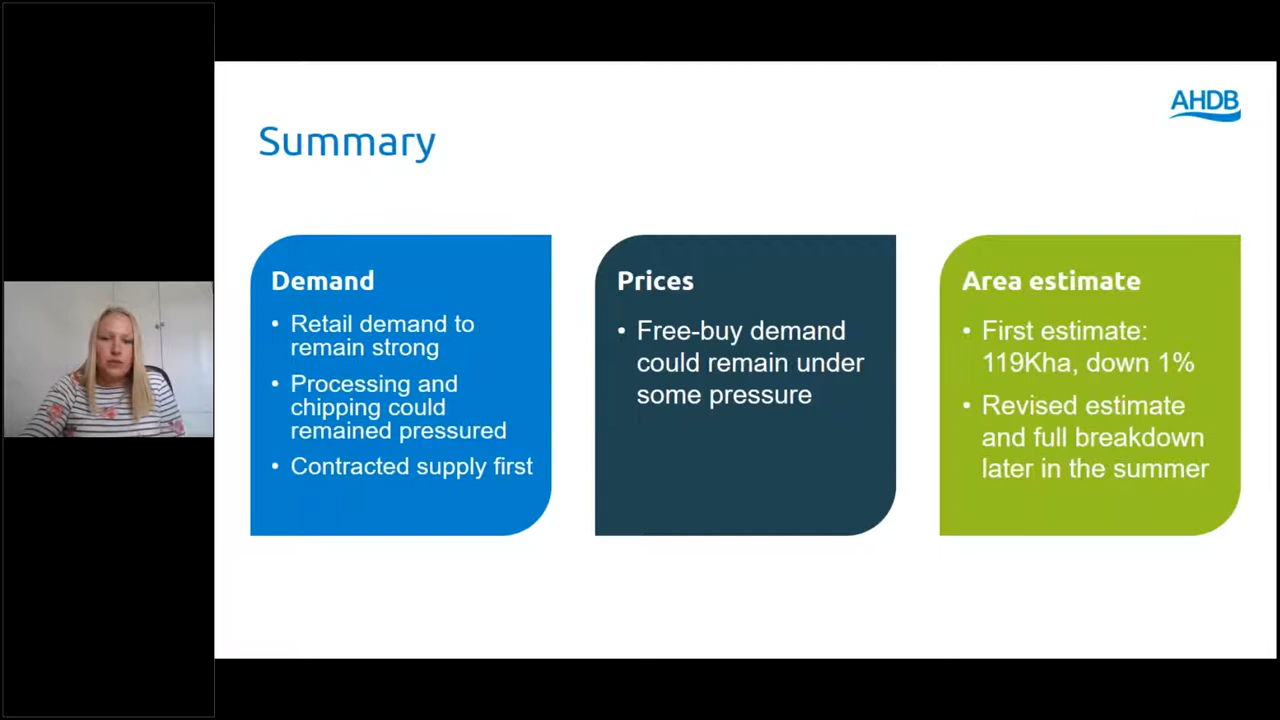 AHDB
Summary
Demand
• Retail demand to
remain strong
• Processing and
chipping could
remained pressured
• Contracted supply first
Prices
• Free-buy demand
could remain under
some pressure
Area estimate
• First estimate:
119Kha, down 1%
• Revised estimate
and full breakdown
later in the summer